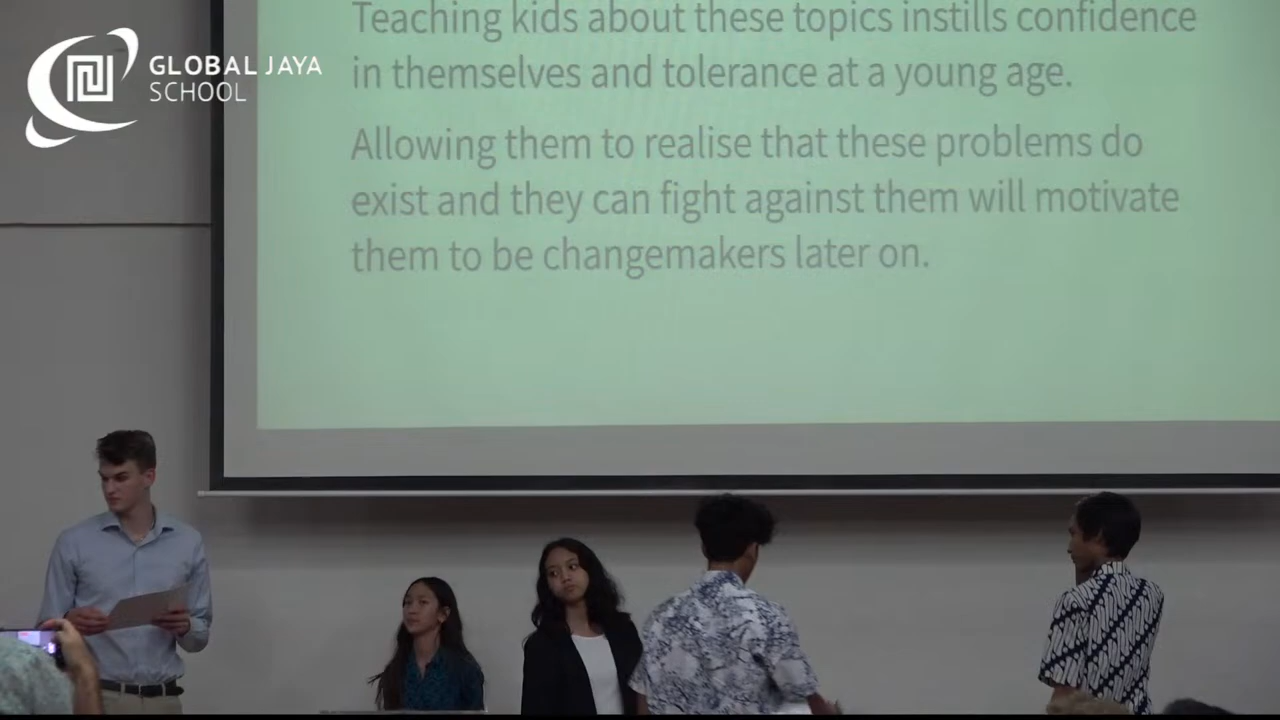 GLOBAL JAYA
SCHOOL
Teaching kids about these topics instills confidence
in themselves and tolerance at a young age.
Allowing them to realise that these problems do
exist and they can fight against them will motivate
them to be changemakers later on.